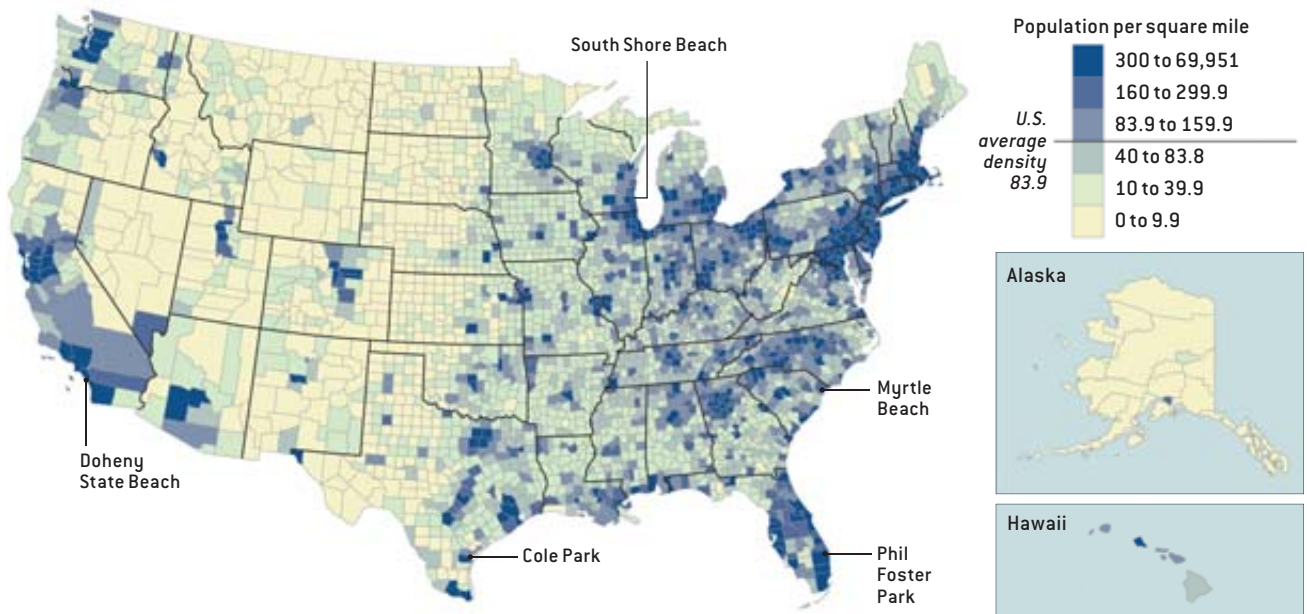 South Shore Beach
Population per square mile
300 to 69,951
160 to 299.9
83.9 to 159.9
U.S.
average
density
83.9
40 to 83.8
10 to 39.9
0 to 9.9
Alaska
Myrtle
Beach
Doheny
State Beach
Hawaii
Cole Park
Phil
Foster
Park